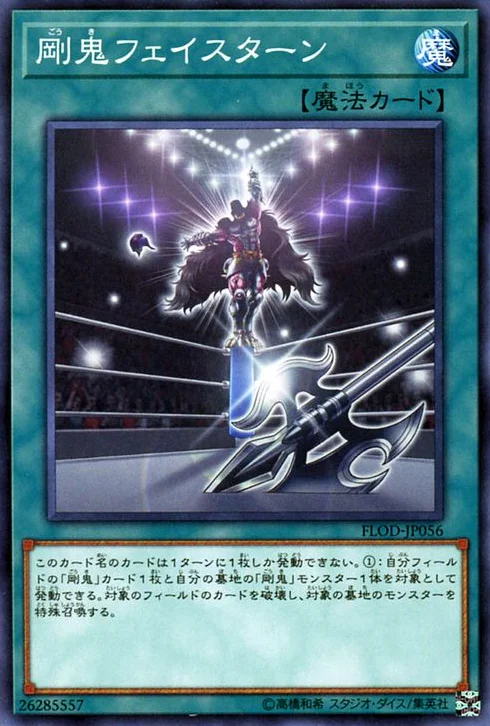 剛鬼フェイスターン
魔
【魔法カード】
FLOD-JP056
このカード名のカードは1ターンに1枚しか発動できない。①:自分フィール
ドの「剛鬼」カード1枚と自分の墓地の「剛鬼」モンスター1体を対象として
発動できる。対象のフィールドのカードを破壊し、対象の墓地のモンスターを
特殊召喚する。
26285557
©高橋和希 スタジオ・ダイス/集英社